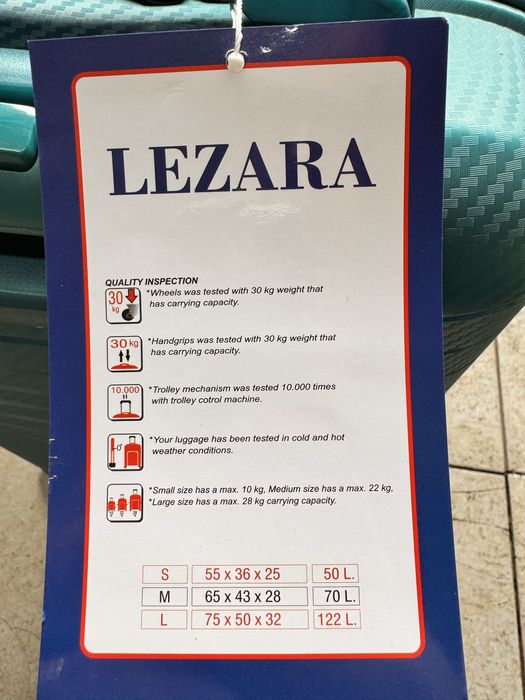 LEZARA
QUALITY INSPECTION
30 kg
*Wheels was tested with 30 kg weight that
has carrying capacity.
30 kg
*Handgrips was tested with 30 kg weight that
has carrying capacity.
10.000
*Trolley mechanism was tested 10.000 times
with trolley cotrol machine.
*Your luggage has been tested in cold and hot
weather conditions.
*Small size has a max. 10 kg, Medium size has a max. 22 kg,
*Large size has a max. 28 kg carrying capacity.
S 55 x 36 x 25 50 L.
M 65 x 43 x 28 70 L.
L 75 x 50 x 32 122 L.